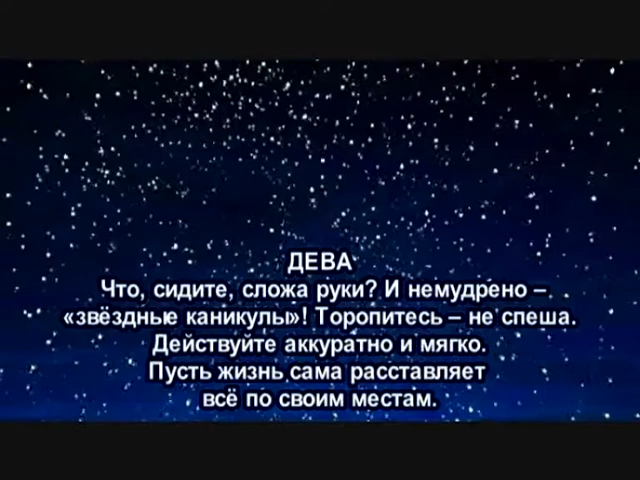 ДЕВА
Что, сидите, сложа руки? И немудрено –
«звёздные каникулы»! Торопитесь – не спеша.
Действуйте аккуратно и мягко.
Пусть жизнь сама расставляет
всё по своим местам.